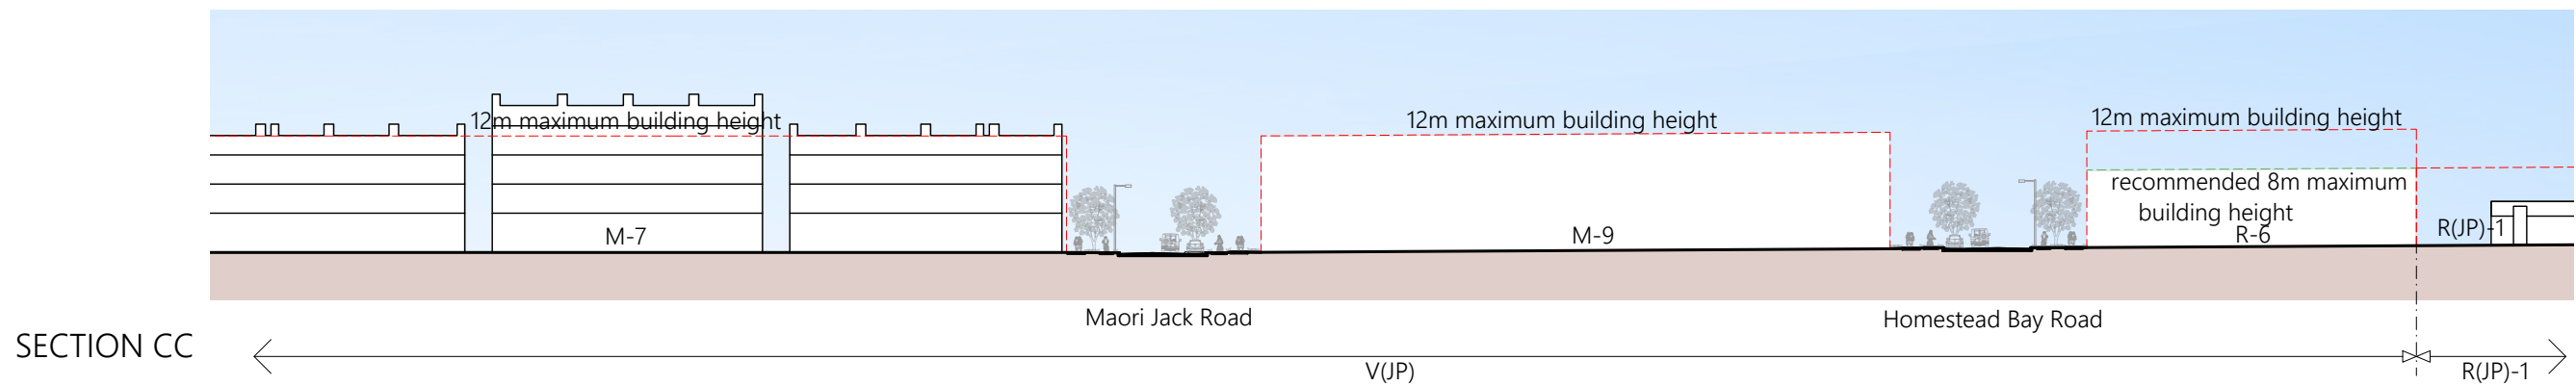 12m maximum building height
12m maximum building height
12m maximum building height
recommended 8m maximum
building height
M-7
M-9
R-6
R(JP)-1
Maori Jack Road
Homestead Bay Road
SECTION CC
V(JP)
R(JP)-1